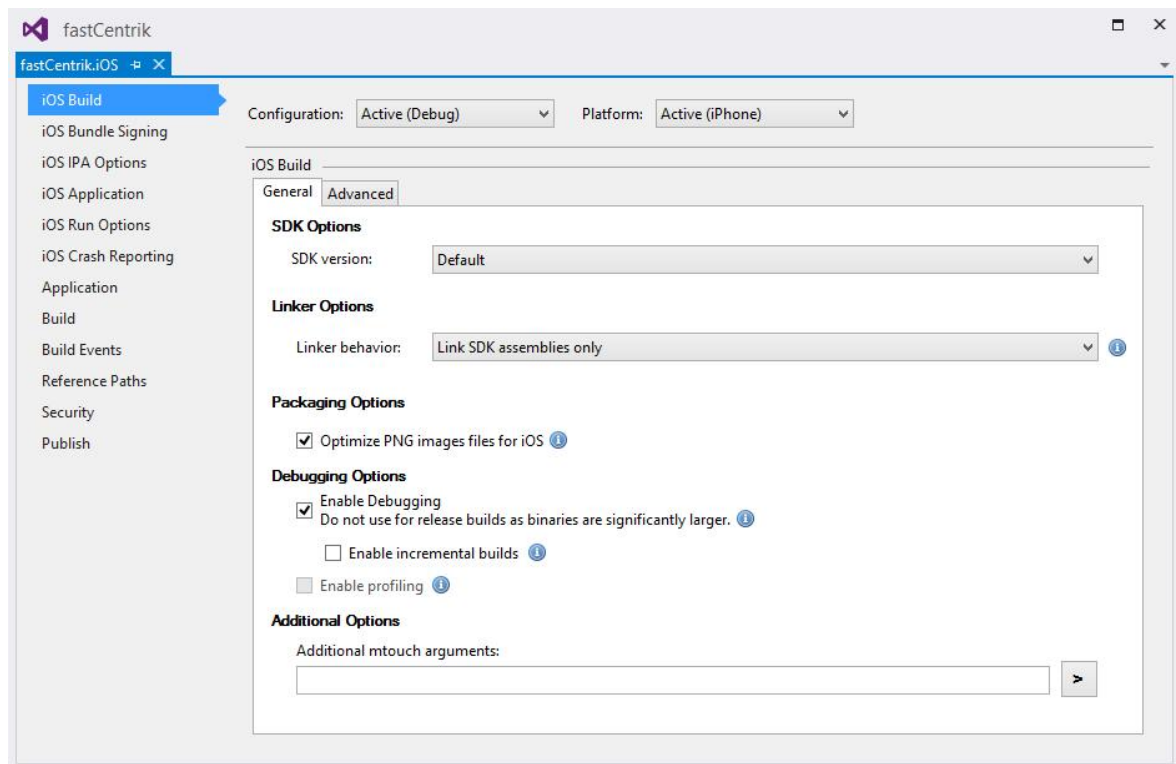 fastCentrik
fastCentrik.iOS
iOS Build
iOS Bundle Signing
iOS IPA Options
iOS Application
iOS Run Options
iOS Crash Reporting
Application
Build
Build Events
Reference Paths
Security
Publish
Configuration: Active (Debug) Platform: Active (iPhone)
iOS Build
General Advanced
SDK Options
SDK version: Default
Linker Options
Linker behavior: Link SDK assemblies only
Packaging Options
Optimize PNG images files for iOS
Debugging Options
Enable Debugging
Do not use for release builds as binaries are significantly larger.
Enable incremental builds
Enable profiling
Additional Options
Additional mtouch arguments: